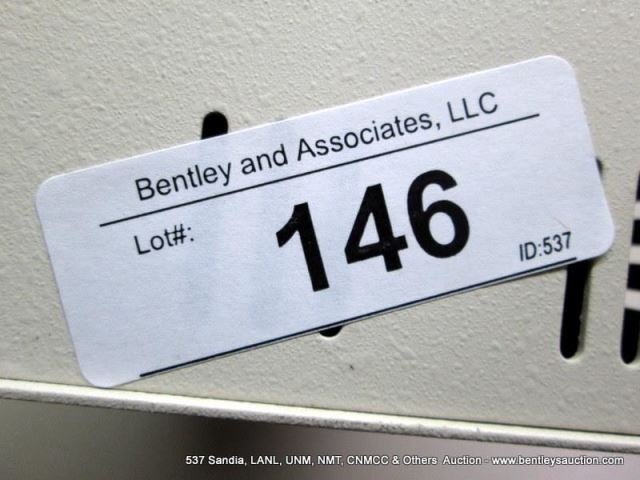 Bentley and Associates, LLC
Lot#: 146
ID:537
537 Sandia, LANL, UNM, NMT, CNMCC & Others Auction - www.bentleysauction.com